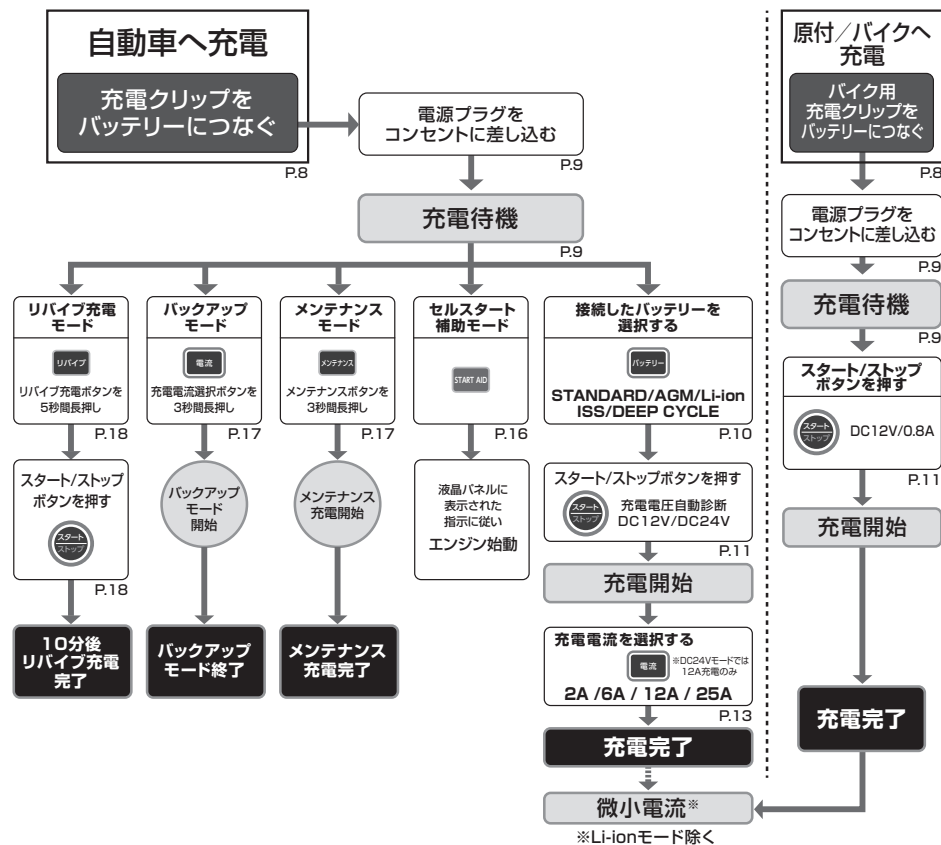 自動車へ充電
充電クリップを
バッテリーにつなぐ
P.8
電源プラグを
コンセントに差し込む
P.9
充電待機
P.9
リバイブ充電
モード
リバイブ
リバイブ充電ボタンを
5秒間長押し
P.18
スタート/ストップ
ボタンを押す
スタート
ストップ
P.18
10分後
リバイブ充電
完了
バックアップ
モード
電流
充電電流選択ボタンを
3秒間長押し
P.17
バックアップ
モード
開始
バックアップ
モード終了
メンテナンス
モード
メンテナンス
メンテナンスボタンを
3秒間長押し
P.17
メンテナンス
充電開始
メンテナンス
充電完了
セルスタート
補助モード
START AID
P.16
液晶パネルに
表示された
指示に従い
エンジン始動
接続したバッテリーを
選択する
バッテリー
STANDARD/AGM/Li-ion
ISS/DEEP CYCLE
P.10
スタート/ストップボタンを押す
スタート
ストップ
充電電圧自動診断
DC12V/DC24V
P.11
充電開始
充電電流を選択する
電流
※DC24Vモードでは
12A充電のみ
2A /6A / 12A / 25A
P.13
充電完了
微小電流※
※Li-ionモード除く
原付/バイクへ
充電
バイク用
充電クリップを
バッテリーにつなぐ
P.8
電源プラグを
コンセントに差し込む
P.9
充電待機
P.9
スタート/ストップ
ボタンを押す
スタート
ストップ
DC12V/0.8A
P.11
充電開始
充電完了